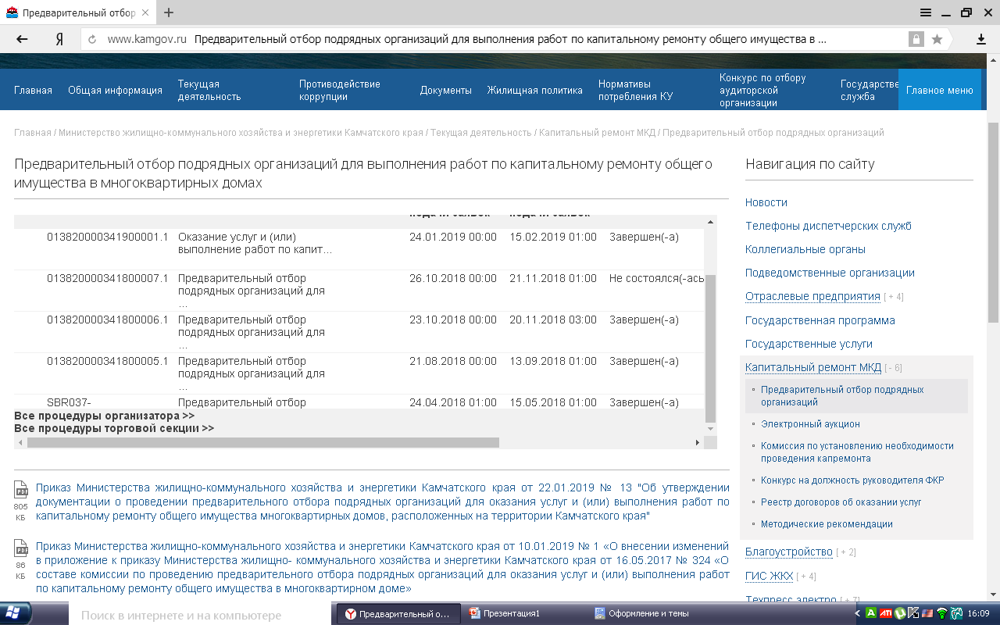 Предварительный отбор
www.kamgov.ru Предварительный отбор подрядных организаций для выполнения работ по капитальному ремонту общего имущества в ...
Главная
Общая информация
Текущая
деятельность
Противодействие
коррупции
Документы
Жилищная политика
Нормативы
потребления КУ
Конкурс по отбору
аудиторской
организации
Государстве
служба
Главное меню
Главная / Министерство жилищно-коммунального хозяйства и энергетики Камчатского края / Текущая деятельность / Капитальный ремонт МКД / Предварительный отбор подрядных организаций
Предварительный отбор подрядных организаций для выполнения работ по капитальному ремонту общего
имущества в многоквартирных домах
подачи заявок подачи заявок
013820000341900001.1 Оказание услуг и (или) 24.01.2019 00:00 15.02.2019 01:00 Завершен(-а)
выполнение работ по капит...
013820000341800007.1 Предварительный отбор 26.10.2018 00:00 21.11.2018 01:00 Не состоялся(-ась
подрядных организаций для
...
013820000341800006.1 Предварительный отбор 23.10.2018 00:00 20.11.2018 03:00 Завершен(-а)
подрядных организаций для
...
013820000341800005.1 Предварительный отбор 21.08.2018 00:00 13.09.2018 01:00 Завершен(-а)
подрядных организаций для
...
SBR037- Предварительный отбор 24.04.2018 01:00 15.05.2018 01:00 Завершен(-а)
Все процедуры организатора >>
Все процедуры торговой секции >>
PDF
805
КБ
Приказ Министерства жилищно-коммунального хозяйства и энергетики Камчатского края от 22.01.2019 № 13 "Об утверждении
документации о проведении предварительного отбора подрядных организаций для оказания услуг и (или) выполнения работ по
капитальному ремонту общего имущества многоквартирных домов, расположенных на территории Камчатского края"
PDF
86
КБ
Приказ Министерства жилищно-коммунального хозяйства и энергетики Камчатского края от 10.01.2019 № 1 «О внесении изменений
в приложение к приказу Министерства жилищно- коммунального хозяйства и энергетики Камчатского края от 16.05.2017 № 324 «О
составе комиссии по проведению предварительного отбора подрядных организаций для оказания услуг и (или) выполнения работ
по капитальному ремонту общего имущества в многоквартирном доме»
Навигация по сайту
Новости
Телефоны диспетчерских служб
Коллегиальные органы
Подведомственные организации
Отраслевые предприятия [ + 4]
Государственная программа
Государственные услуги
Капитальный ремонт МКД [ - 6]
Предварительный отбор подрядных
организаций
Электронный аукцион
Комиссия по установлению необходимости
проведения капремонта
Конкурс на должность руководителя ФКР
Реестр договоров об оказании услуг
Методические рекомендации
Благоустройство [ + 2]
ГИС ЖКХ [ + 4]
Техпресс электро [ + 7]
Поиск в интернете и на компьютере
Предварительный о...
Презентация1
Оформление и темы
16:09